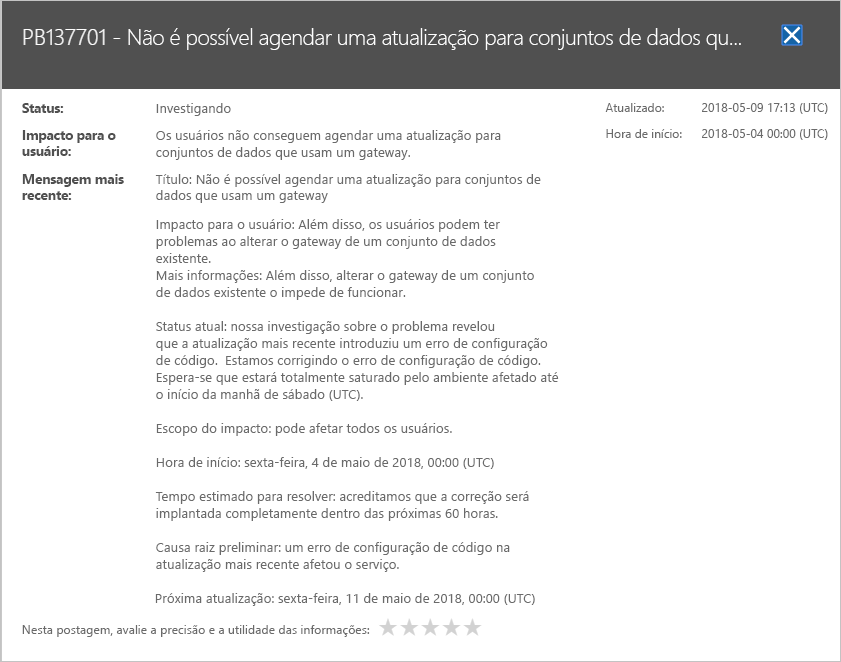 PB137701 - Não é possível agendar uma atualização para conjuntos de dados qu...
Status: Investigando
Atualizado: 2018-05-09 17:13 (UTC)
Impacto para o
usuário:
Os usuários não conseguem agendar uma atualização para
conjuntos de dados que usam um gateway.
Hora de início: 2018-05-04 00:00 (UTC)
Mensagem mais
recente:
Título: Não é possível agendar uma atualização para conjuntos de
dados que usam um gateway
Impacto para o usuário: Além disso, os usuários podem ter
problemas ao alterar o gateway de um conjunto de dados
existente.
Mais informações: Além disso, alterar o gateway de um conjunto
de dados existente o impede de funcionar.
Status atual: nossa investigação sobre o problema revelou
que a atualização mais recente introduziu um erro de configuração
de código. Estamos corrigindo o erro de configuração de código.
Espera-se que estará totalmente saturado pelo ambiente afetado até
o início da manhã de sábado (UTC).
Escopo do impacto: pode afetar todos os usuários.
Hora de início: sexta-feira, 4 de maio de 2018, 00:00 (UTC)
Tempo estimado para resolver: acreditamos que a correção será
implantada completamente dentro das próximas 60 horas.
Causa raiz preliminar: um erro de configuração de código na
atualização mais recente afetou o serviço.
Próxima atualização: sexta-feira, 11 de maio de 2018, 00:00 (UTC)
Nesta postagem, avalie a precisão e a utilidade das informações: